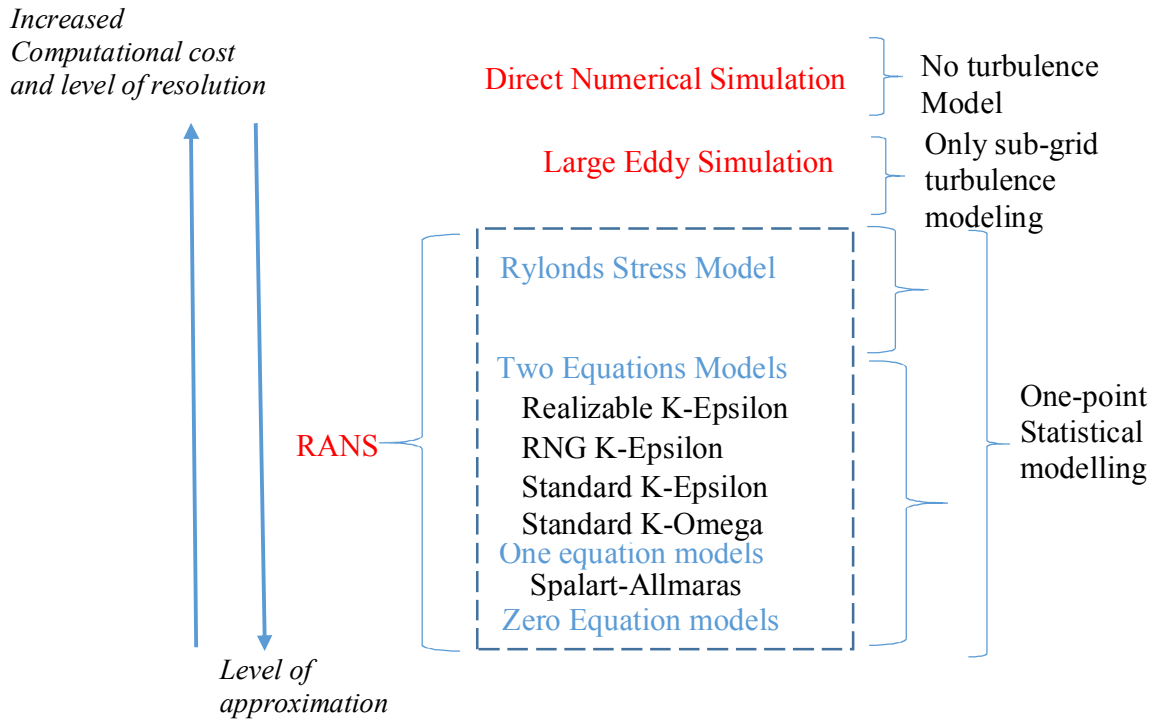 Increased
Computational cost
and level of resolution
Direct Numerical Simulation
No turbulence
Model
Large Eddy Simulation
Only sub-grid
turbulence
modeling
Rylonds Stress Model
Two Equations Models
Realizable K-Epsilon
RANS
RNG K-Epsilon
Standard K-Epsilon
Standard K-Omega
One equation models
Spalart-Allmaras
Zero Equation models
One-point
Statistical
modelling
Level of
approximation